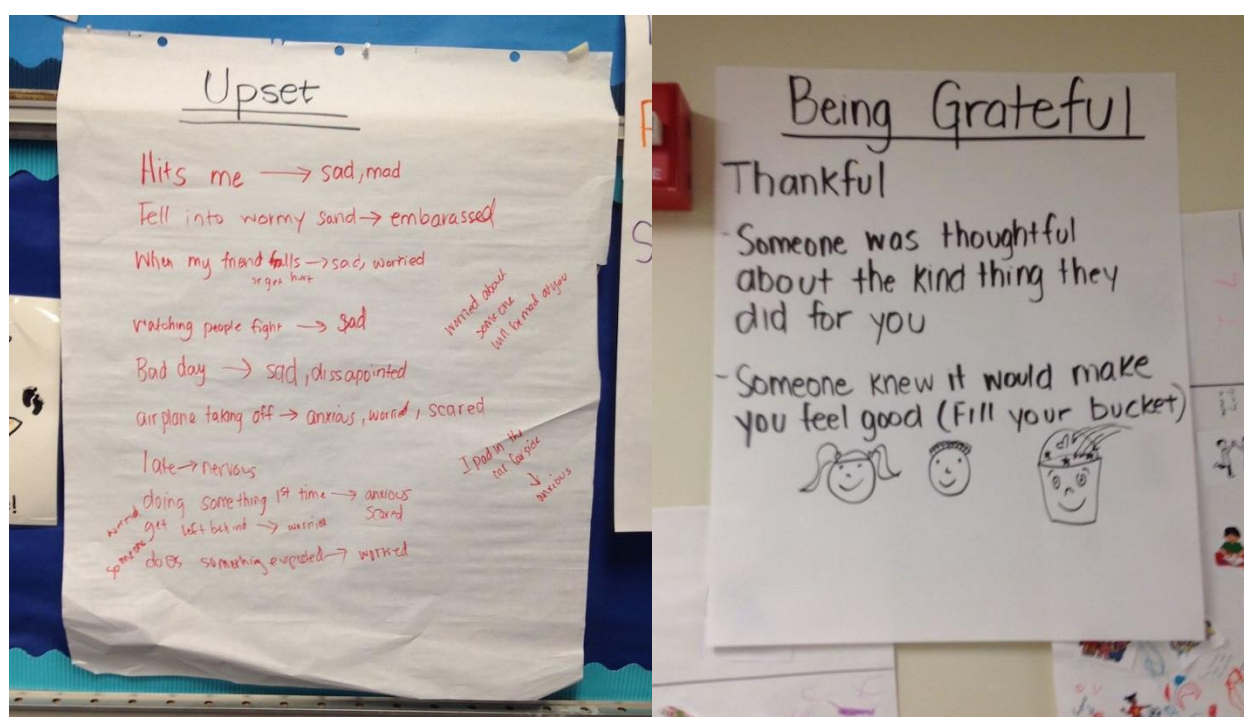 Upset
Hits me → sad, mad
Fell into wormy sand → embarassed
When my friend falls → sad, worried
or get hurt
worried about
someone
will be mad at you
watching people fight → sad
Bad day → sad, dissapointed
airplane taking off → anxious, worried, scared
I pad in the
car
↓
anxious
late → nervous
doing something 1st time → anxious
scared
get left behind → worried
someone does something → worried
Being Grateful
Thankful
- Someone was thoughtful
about the kind thing they
did for you
- Someone knew it would make
you feel good (Fill your bucket)